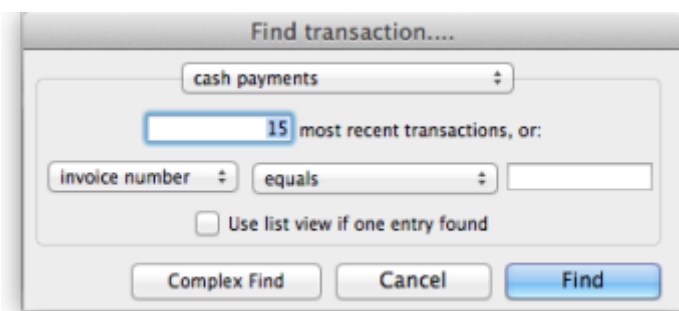 Find transaction....
cash payments
15 most recent transactions, or:
invoice number equals
Use list view if one entry found
Complex Find Cancel Find